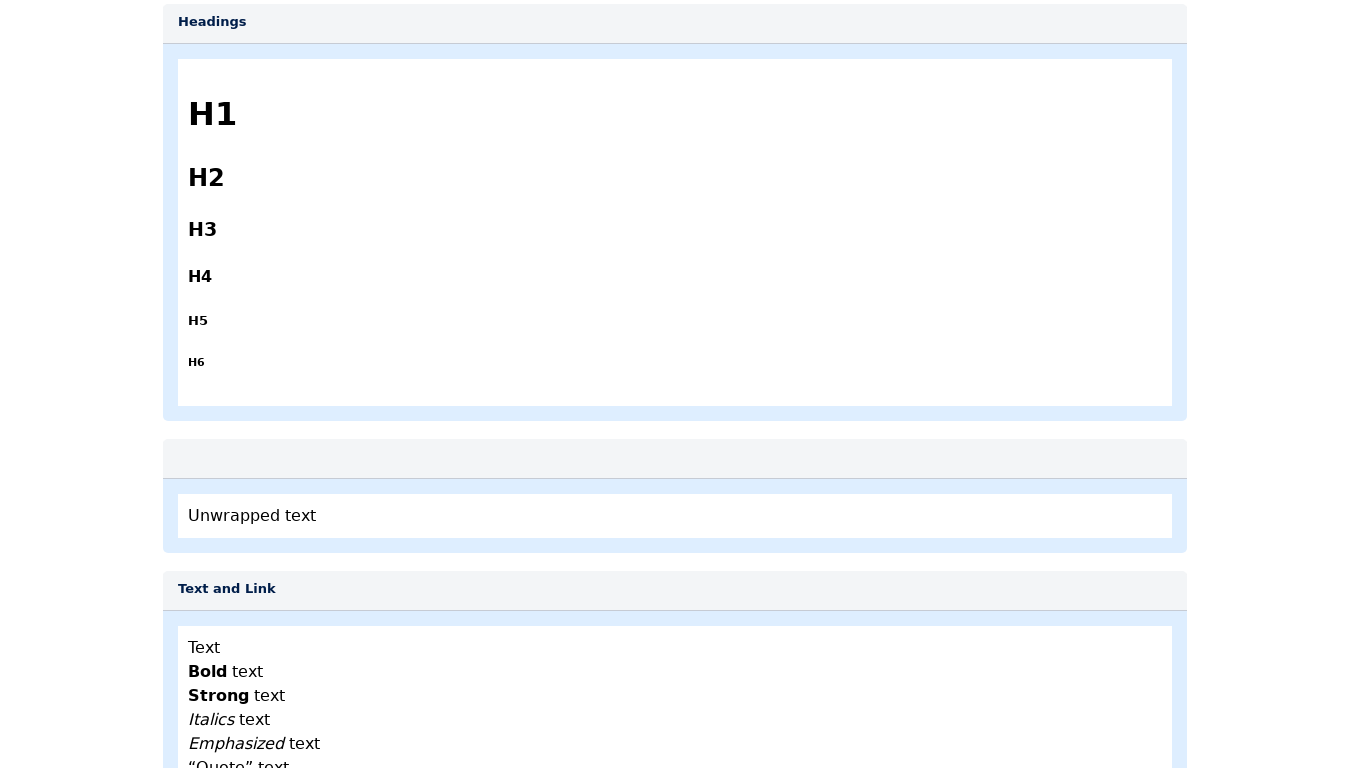 Headings
H1
H2
H3
H4
H5
H6
Unwrapped text
Text and Link
Text
Bold text
Strong text
Italics text
Emphasized text
“Quote” text